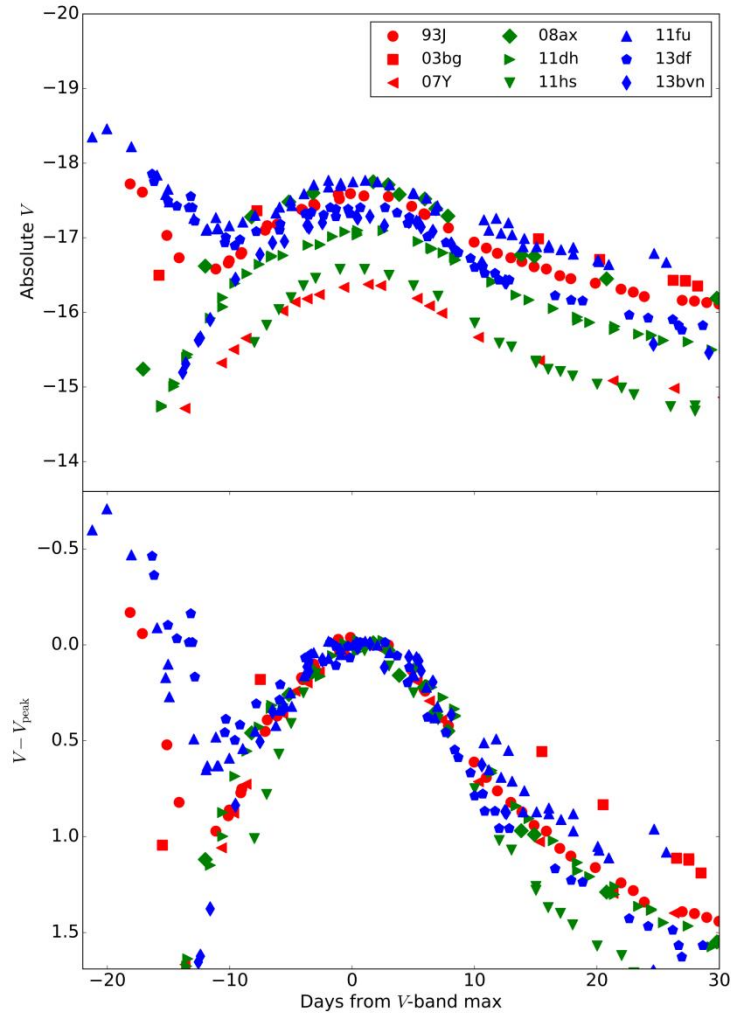 −20
93J 08ax 11fu
03bg 11dh 13df
07Y 11hs 13bvn
−19
−18
−17
−16
−15
−14
Absolute V
−0.5
0.0
0.5
1.0
1.5
V − Vpeak
−20 −10 0 10 20 30
Days from V-band max